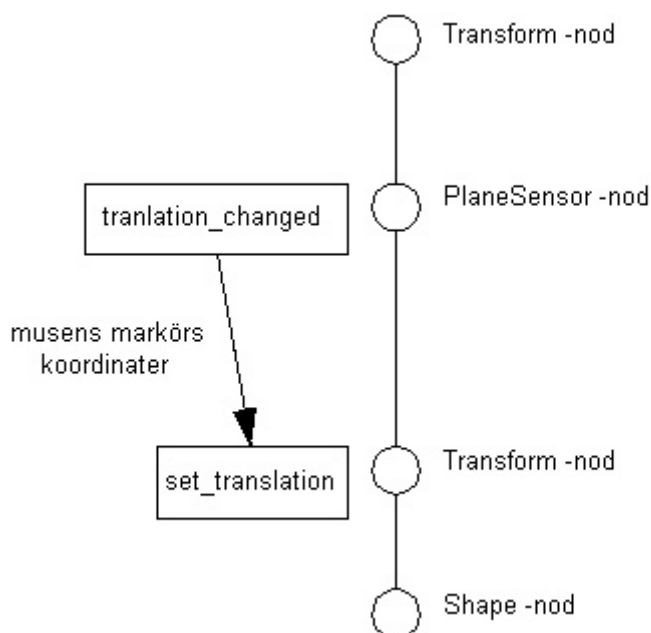 Transform -nod
tranlation_changed
PlaneSensor -nod
musens markörs
koordinater
set_translation
Transform -nod
Shape -nod